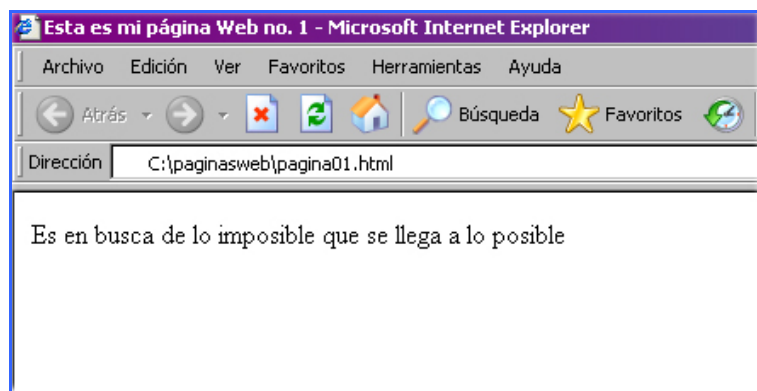 Esta es mi página Web no. 1 - Microsoft Internet Explorer
Archivo Edición Ver Favoritos Herramientas Ayuda
Atrás Búsqueda Favoritos
Dirección C:\paginasweb\pagina01.html
Es en busca de lo imposible que se llega a lo posible